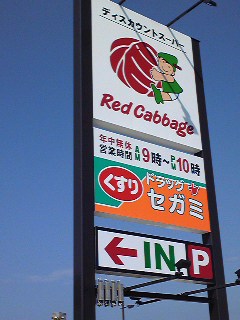 ディスカウントスーパー
Red Cabbage
年中無休
営業時間 AM9時〜PM10時
くすり
ドラッグ
セガミ
← IN P